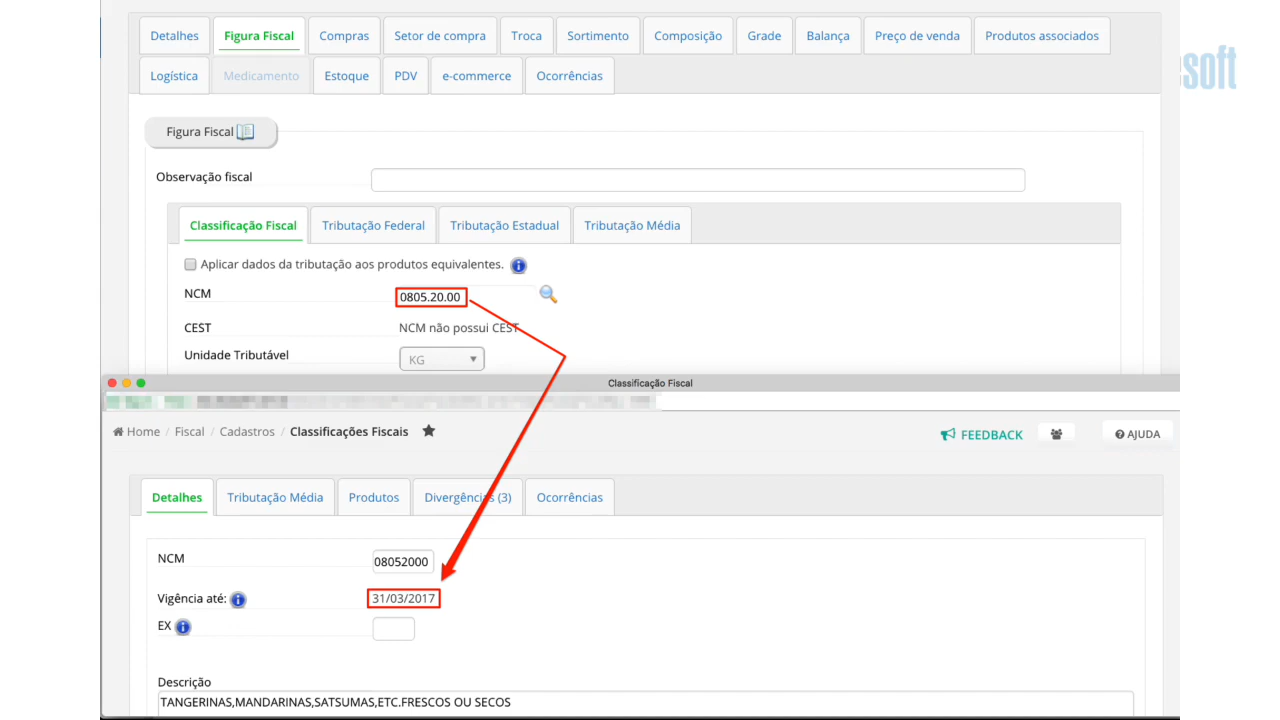 Detalhes Figura Fiscal Compras Setor de compra Troca Sortimento Composição Grade Balança Preço de venda Produtos associados
Logística Medicamento Estoque PDV e-commerce Ocorrências
soft
Figura Fiscal
Observação fiscal
Classificação Fiscal Tributação Federal Tributação Estadual Tributação Média
Aplicar dados da tributação aos produtos equivalentes.
NCM 0805.20.00
CEST NCM não possui CEST
Unidade Tributável KG
Classificação Fiscal
Home / Fiscal / Cadastros / Classificações Fiscais FEEDBACK AJUDA
Detalhes Tributação Média Produtos Divergências (3) Ocorrências
NCM 08052000
Vigência até: 31/03/2017
EX
Descrição
TANGERINAS,MANDARINAS,SATSUMAS,ETC.FRESCOS OU SECOS